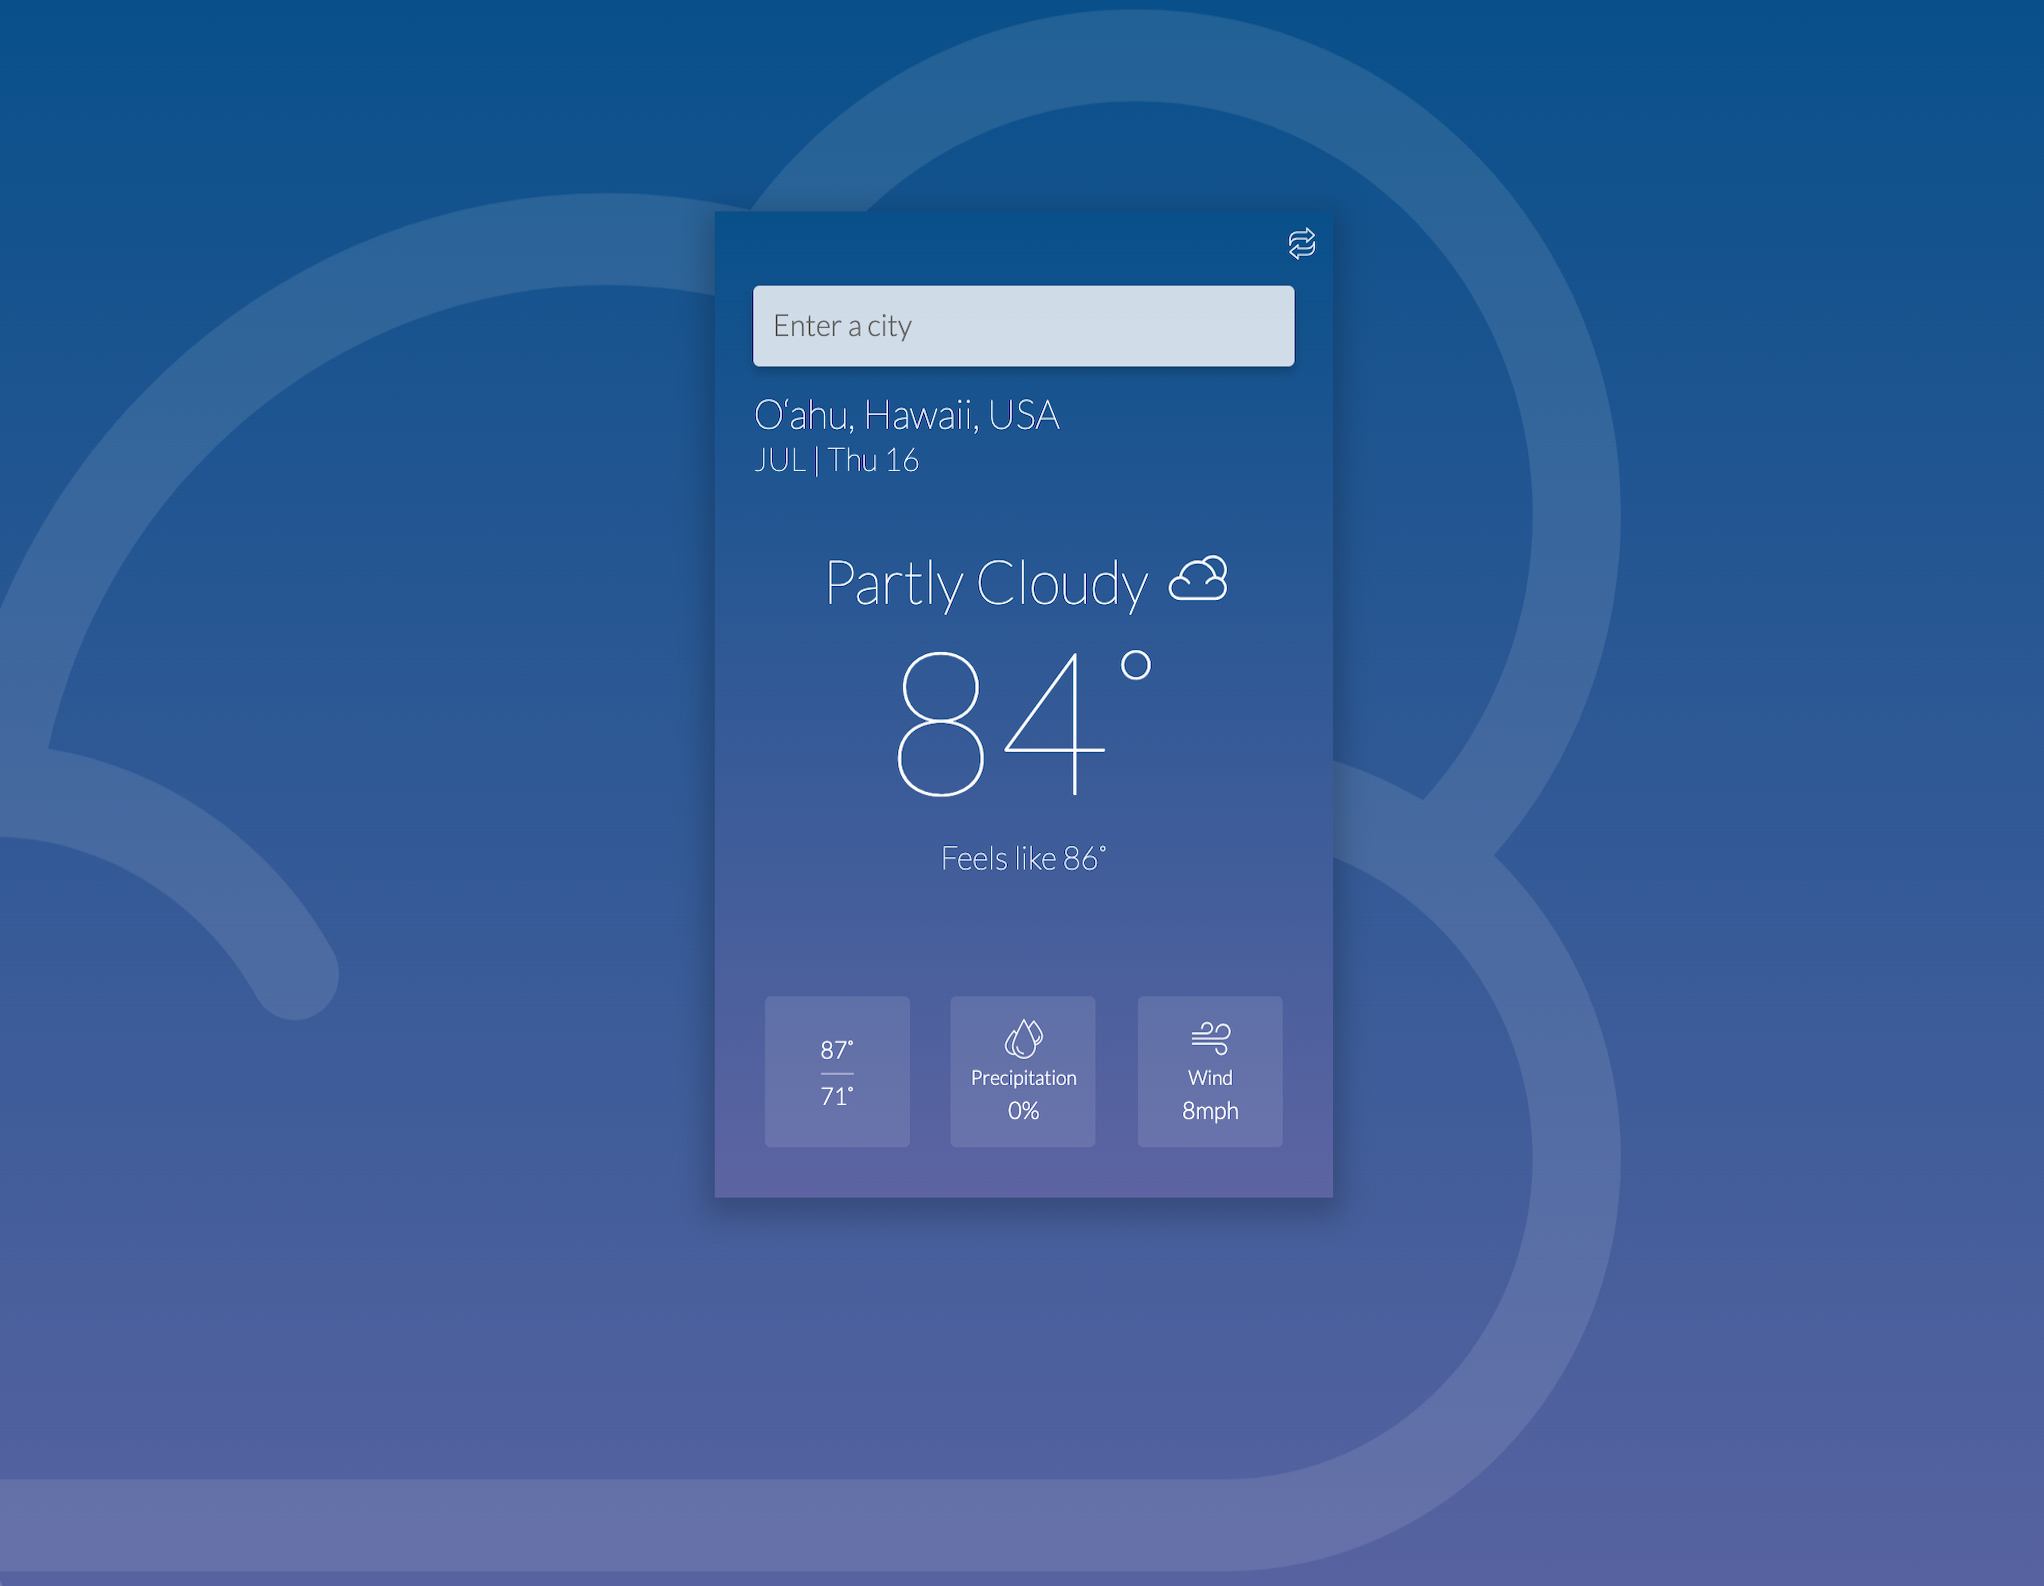 Enter a city
Oʻahu, Hawaii, USA
JUL | Thu 16
Partly Cloudy
84°
Feels like 86°
87°
71°
Precipitation
0%
Wind
8mph